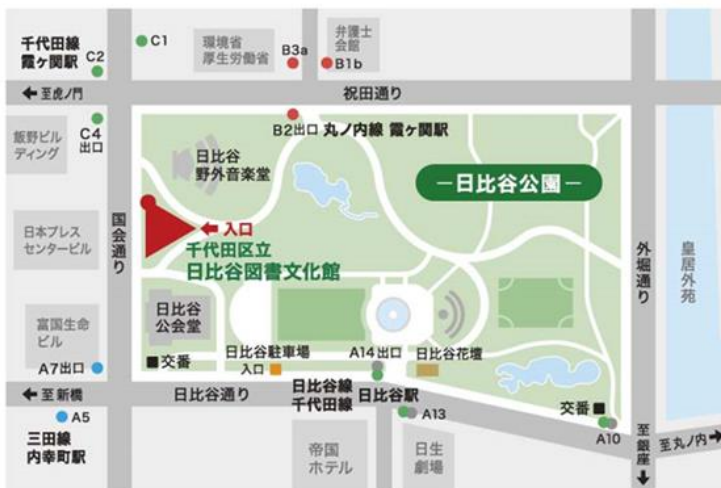 千代田線
霞ヶ関駅
C2
C1
環境省
厚生労働省
B3a
弁護士
会館
B1b
←至虎ノ門
祝田通り
飯野ビル
ディング
C4
出口
B2出口 丸ノ内線 霞ヶ関駅
日比谷
野外音楽堂
ー日比谷公園ー
日本プレス
センタービル
国会通り
←入口
千代田区立
日比谷図書文化館
外堀通り
皇居外苑
富国生命
ビル
日比谷
公会堂
A7出口
■交番
日比谷駐車場
入口
A14出口
日比谷花壇
←至新橋
日比谷通り
日比谷線
千代田線
日比谷駅
A13
交番■
A10
A5
三田線
内幸町駅
帝国
ホテル
日生
劇場
至銀座↓
至丸ノ内→